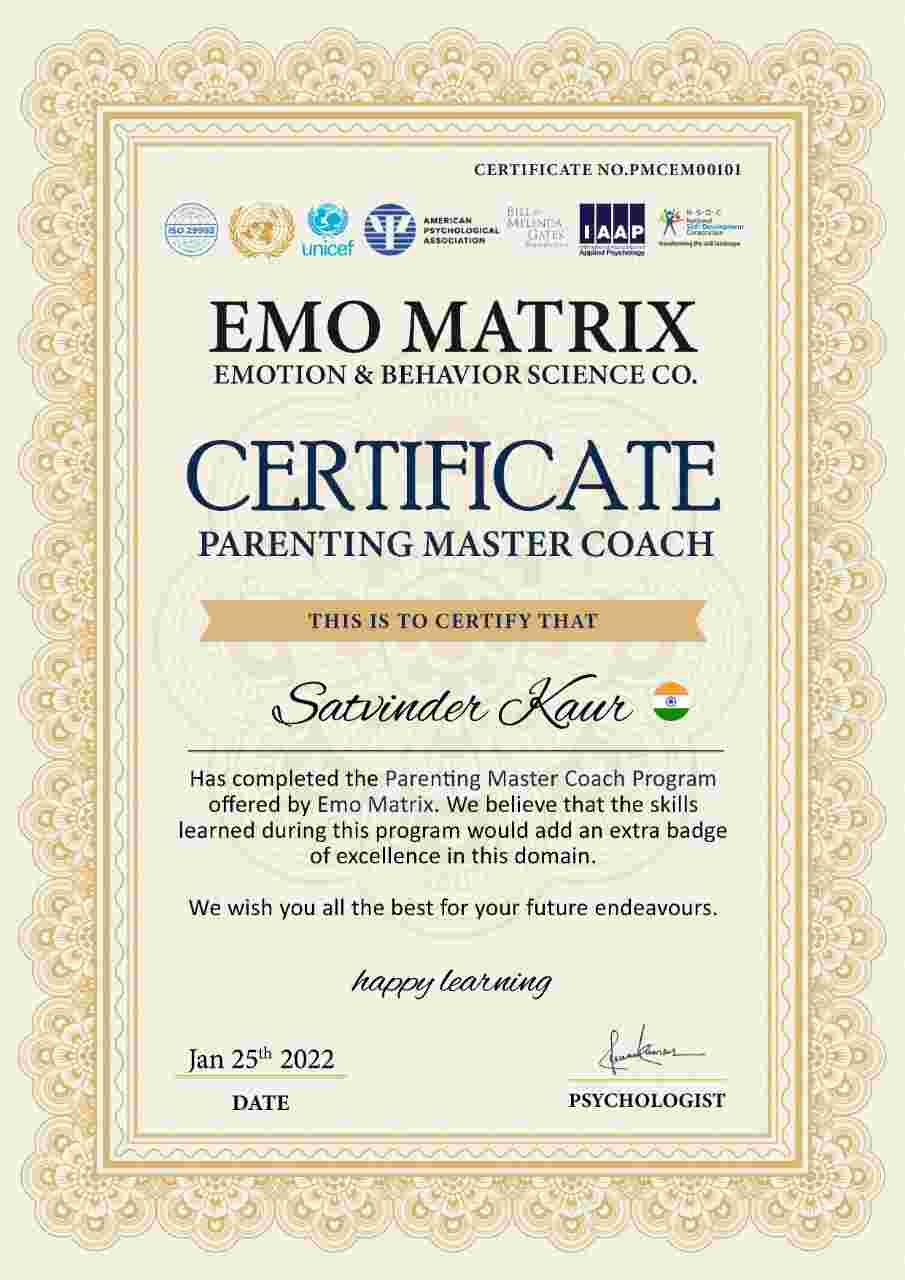 CERTIFICATE NO.PMCEM00101
ISO 29993
unicef
AMERICAN
PSYCHOLOGICAL
ASSOCIATION
BILL &
MELINDA
GATES
IAAP
Applied Psychology
N·S·D·C
National
Skill Development
Corporation
Transforming the skill landscape
EMO MATRIX
EMOTION & BEHAVIOR SCIENCE CO.
CERTIFICATE
PARENTING MASTER COACH
THIS IS TO CERTIFY THAT
Satvinder Kaur
Has completed the Parenting Master Coach Program
offered by Emo Matrix. We believe that the skills
learned during this program would add an extra badge
of excellence in this domain.
We wish you all the best for your future endeavours.
happy learning
Jan 25th 2022
DATE
PSYCHOLOGIST